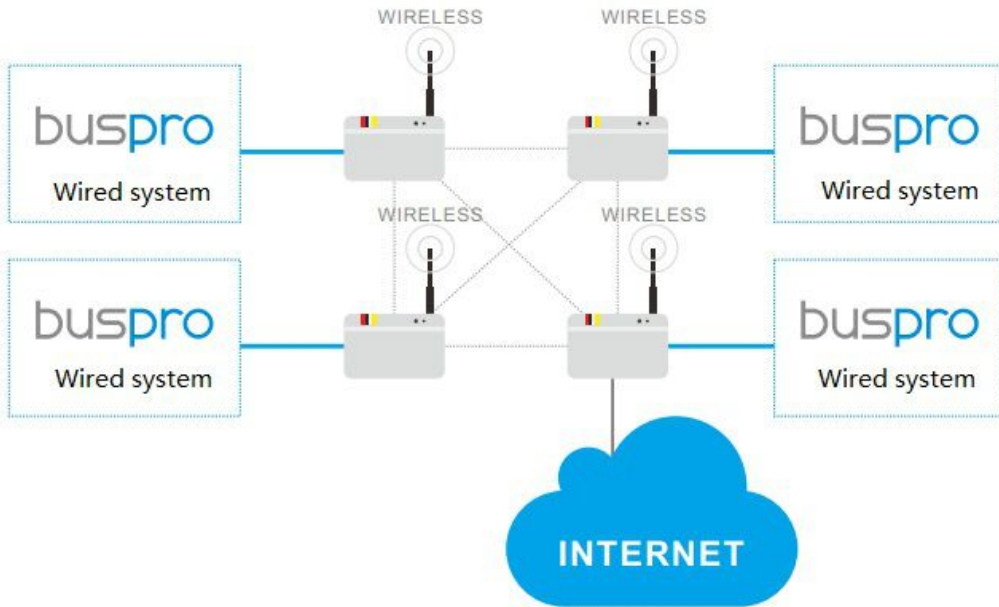 WIRELESS
WIRELESS
buspro
Wired system
buspro
Wired system
WIRELESS
WIRELESS
buspro
Wired system
buspro
Wired system
INTERNET